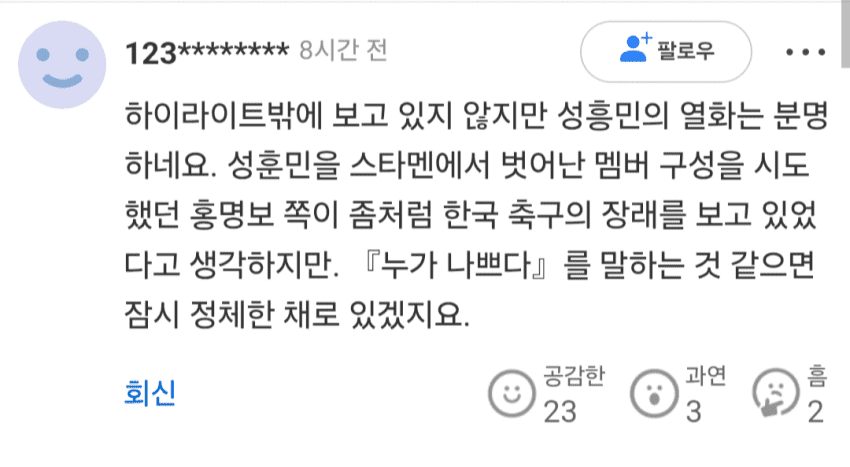 123******** 8시간 전 팔로우
하이라이트밖에 보고 있지 않지만 성흥민의 열화는 분명
하네요. 성훈민을 스타멘에서 벗어난 멤버 구성을 시도
했던 홍명보 쪽이 좀처럼 한국 축구의 장래를 보고 있었
다고 생각하지만. 『누가 나쁘다』를 말하는 것 같으면
잠시 정체한 채로 있겠지요.
회신 공감한 과연 흠
23 3 2